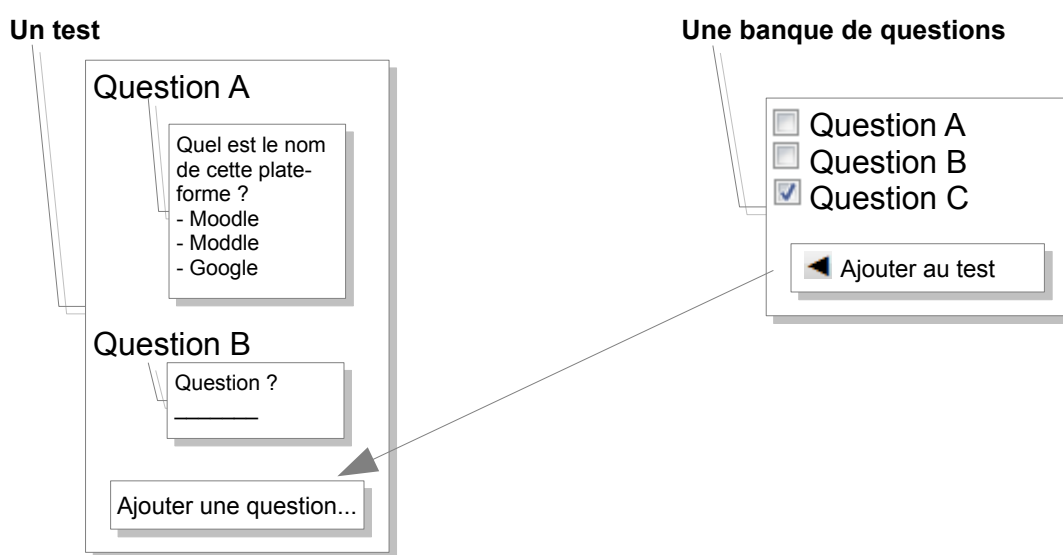 Un test
Question A
Quel est le nom
de cette plate-
forme ?
- Moodle
- Moddle
- Google
Question B
Question ?
_______
Ajouter une question...
Une banque de questions
Question A
Question B
Question C
Ajouter au test